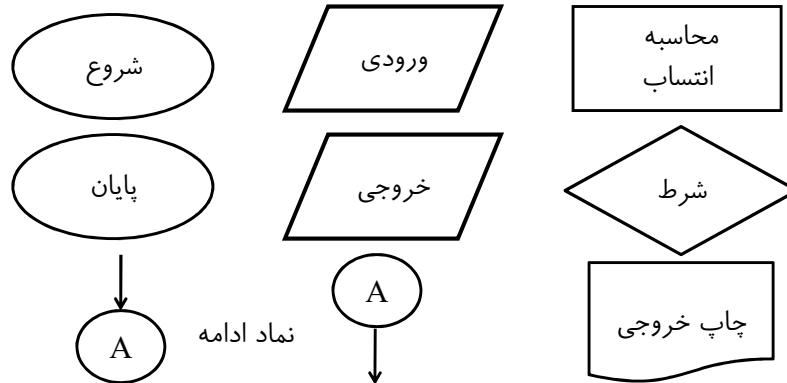 شروع
ورودی
محاسبه
انتساب
پایان
خروجی
شرط
A
A
نماد ادامه
چاپ خروجی